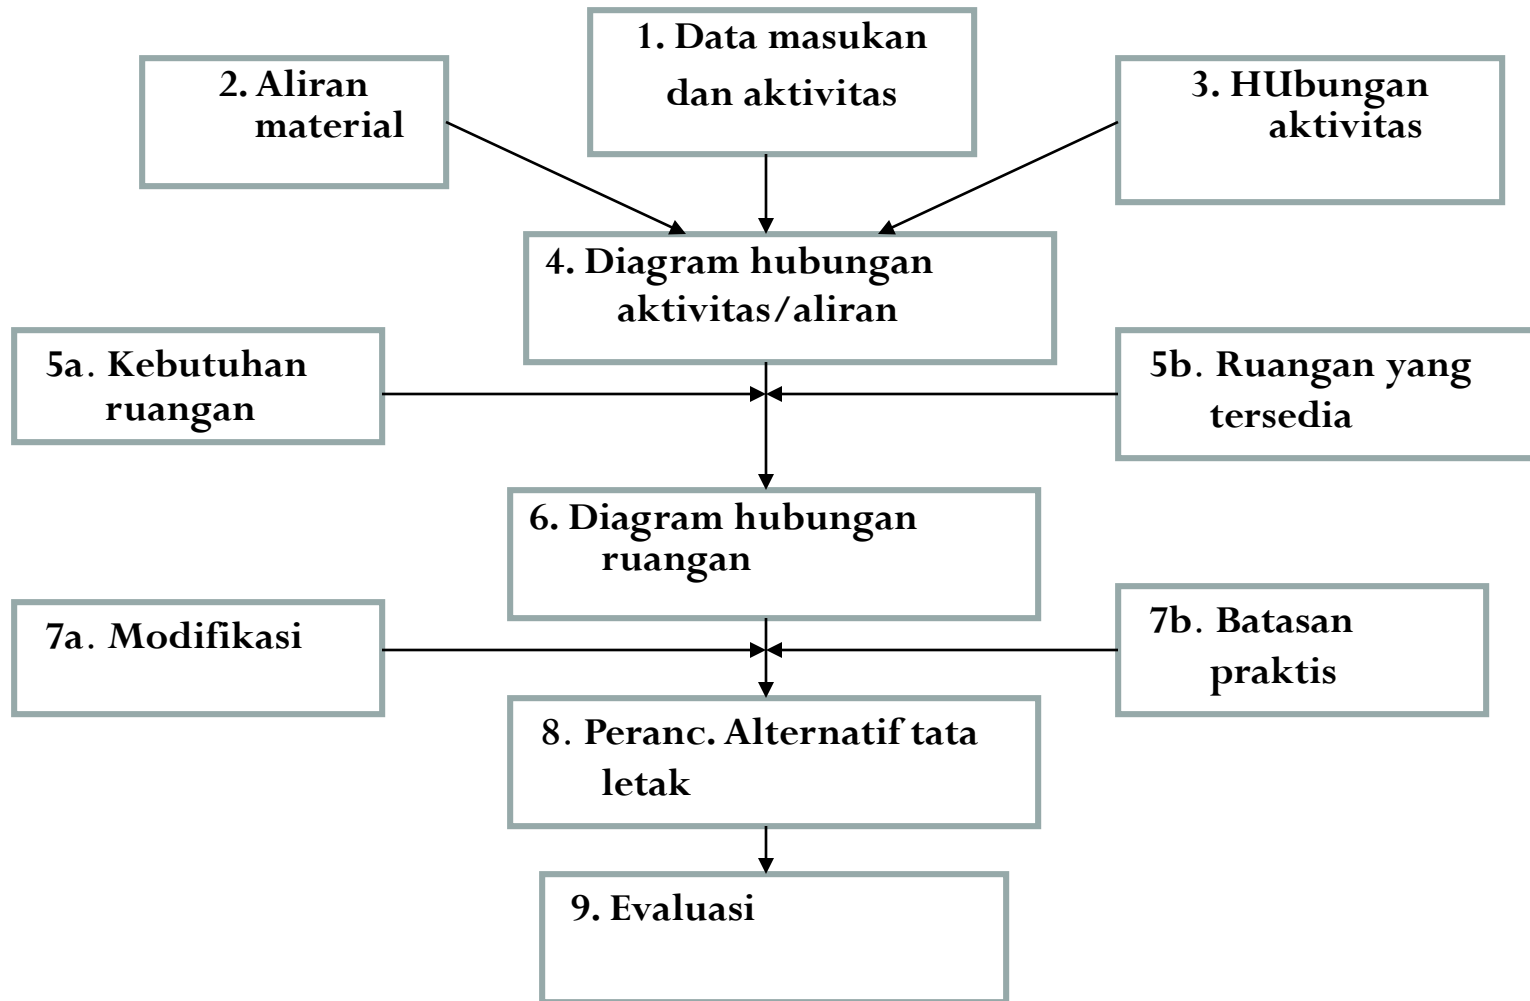 1. Data masukan
dan aktivitas
2. Aliran
material
3. HUbungan
aktivitas
4. Diagram hubungan
aktivitas/aliran
5a. Kebutuhan
ruangan
5b. Ruangan yang
tersedia
6. Diagram hubungan
ruangan
7a. Modifikasi
7b. Batasan
praktis
8. Peranc. Alternatif tata
letak
9. Evaluasi